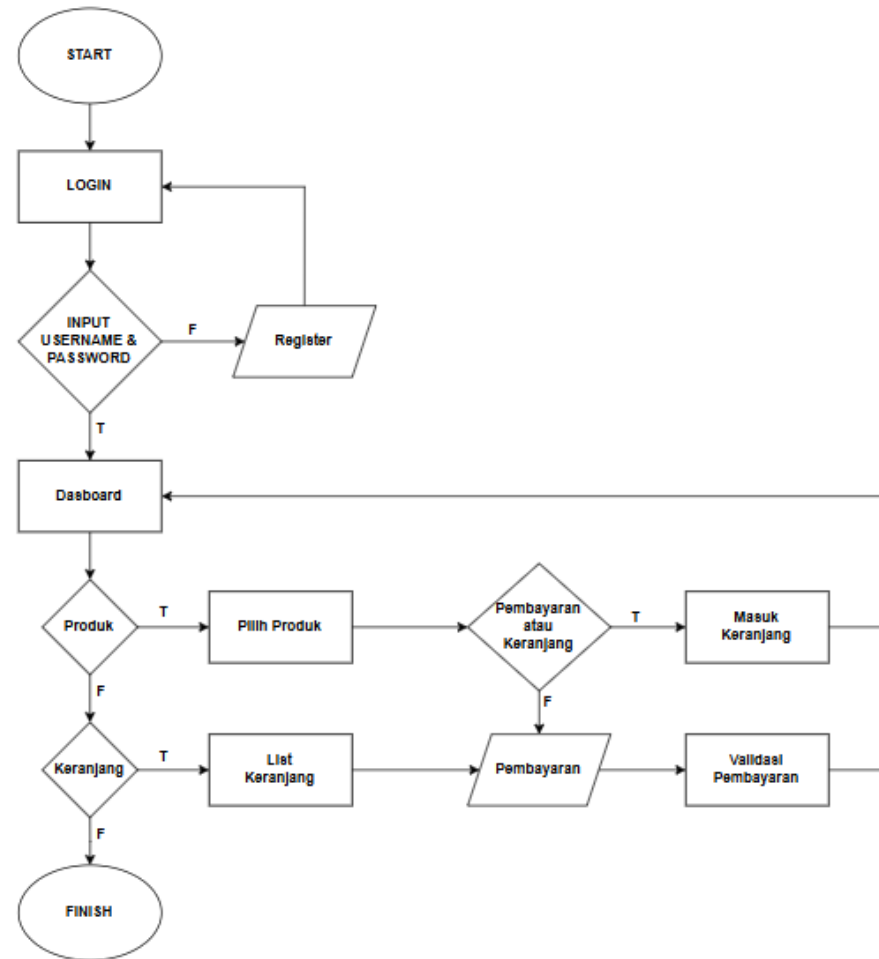 START
LOGIN
INPUT
USERNAME &
PASSWORD
F
Register
T
Dasboard
Produk
T
Pilih Produk
Pembayaran
atau
Keranjang
T
Masuk
Keranjang
F
F
Keranjang
T
List
Keranjang
Pembayaran
Validasi
Pembayaran
F
FINISH